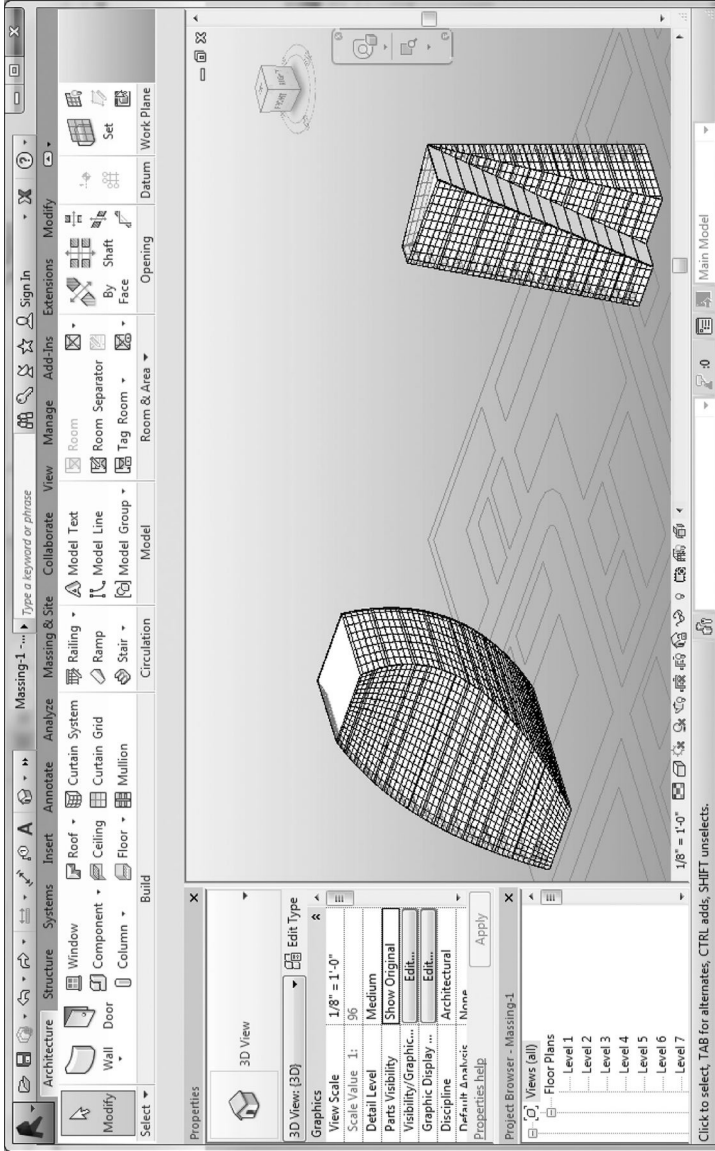 Massing-1 -... Type a keyword or phrase Sign In
Architecture Structure Systems Insert Annotate Analyze Massing & Site Collaborate View Manage Add-Ins Extensions Modify
Modify Wall Door Window Component Column Roof Ceiling Floor Curtain System Curtain Grid Mullion Railing Ramp Stair Model Text Model Line Model Group Room Room Separator Tag Room By Face Shaft Set
Select Build Circulation Model Room & Area Opening Datum Work Plane
Properties
3D View
3D View: {3D} Edit Type
Graphics
View Scale 1/8" = 1'-0"
Scale Value 1: 96
Detail Level Medium
Parts Visibility Show Original
Visibility/Graphic... Edit...
Graphic Display ... Edit...
Discipline Architectural
Default Analysis None
Properties help Apply
Project Browser - Massing-1
Views (all)
Floor Plans
Level 1
Level 2
Level 3
Level 4
Level 5
Level 6
Level 7
1/8" = 1'-0"
Click to select, TAB for alternates, CTRL adds, SHIFT unselects. :0 Main Model